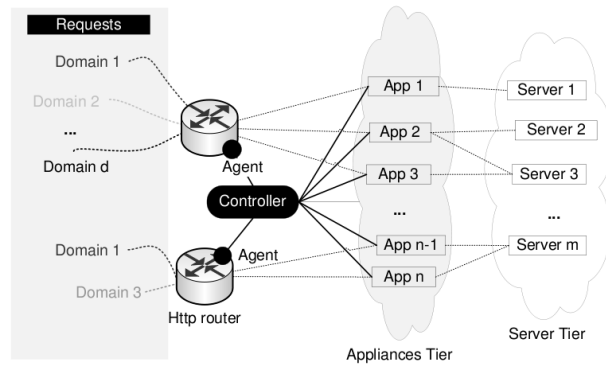 Requests
Domain 1
Domain 2
...
Domain d
Agent
Controller
Domain 1
Domain 3
Agent
Http router
App 1
App 2
App 3
...
App n-1
App n
Appliances Tier
Server 1
Server 2
Server 3
...
Server m
Server Tier